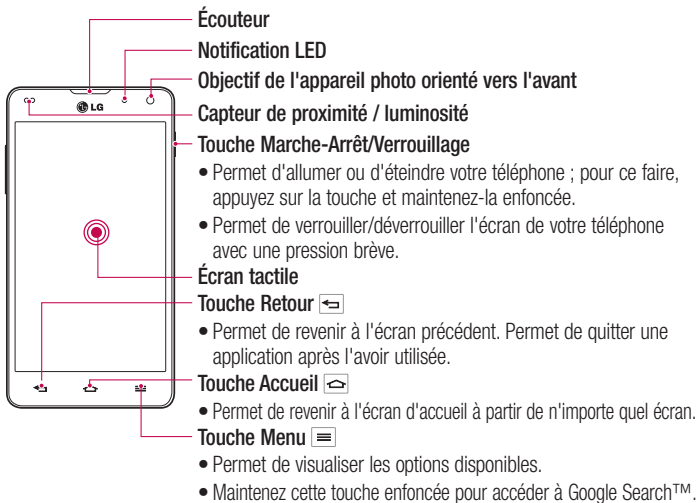 Écouteur
Notification LED
Objectif de l'appareil photo orienté vers l'avant
Capteur de proximité / luminosité
LG
Touche Marche-Arrêt/Verrouillage
• Permet d'allumer ou d'éteindre votre téléphone ; pour ce faire,
appuyez sur la touche et maintenez-la enfoncée.
• Permet de verrouiller/déverrouiller l'écran de votre téléphone
avec une pression brève.
Écran tactile
Touche Retour
• Permet de revenir à l'écran précédent. Permet de quitter une
application après l'avoir utilisée.
Touche Accueil
• Permet de revenir à l'écran d'accueil à partir de n'importe quel écran.
Touche Menu
• Permet de visualiser les options disponibles.
• Maintenez cette touche enfoncée pour accéder à Google Search™.